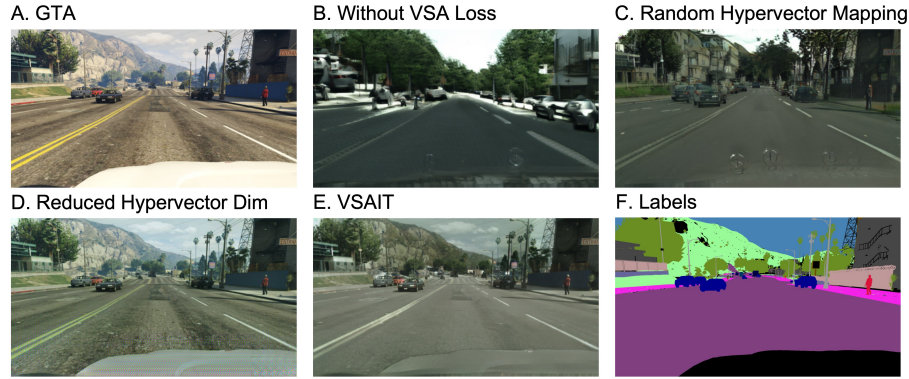 A. GTA
B. Without VSA Loss
C. Random Hypervector Mapping
D. Reduced Hypervector Dim
E. VSAIT
F. Labels